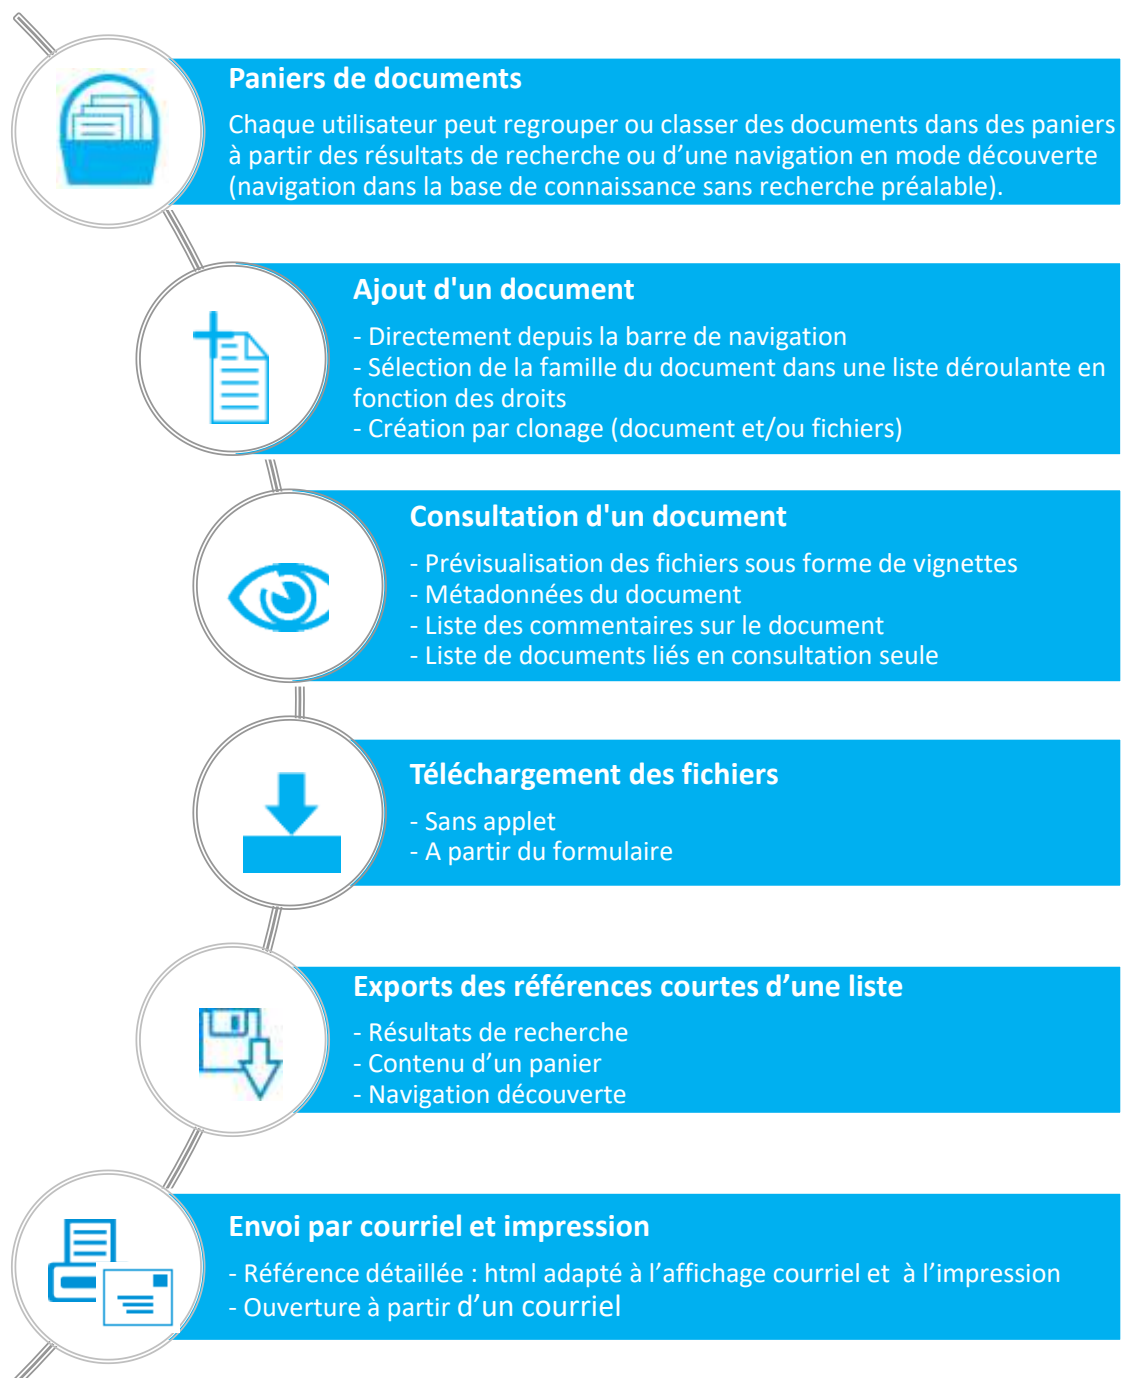 Paniers de documents
Chaque utilisateur peut regrouper ou classer des documents dans des paniers
à partir des résultats de recherche ou d’une navigation en mode découverte
(navigation dans la base de connaissance sans recherche préalable).
Ajout d'un document
- Directement depuis la barre de navigation
- Sélection de la famille du document dans une liste déroulante en
fonction des droits
- Création par clonage (document et/ou fichiers)
Consultation d'un document
- Prévisualisation des fichiers sous forme de vignettes
- Métadonnées du document
- Liste des commentaires sur le document
- Liste de documents liés en consultation seule
Téléchargement des fichiers
- Sans applet
- A partir du formulaire
Exports des références courtes d’une liste
- Résultats de recherche
- Contenu d’un panier
- Navigation découverte
Envoi par courriel et impression
- Référence détaillée : html adapté à l’affichage courriel et  à l’impression
- Ouverture à partir d’un courriel